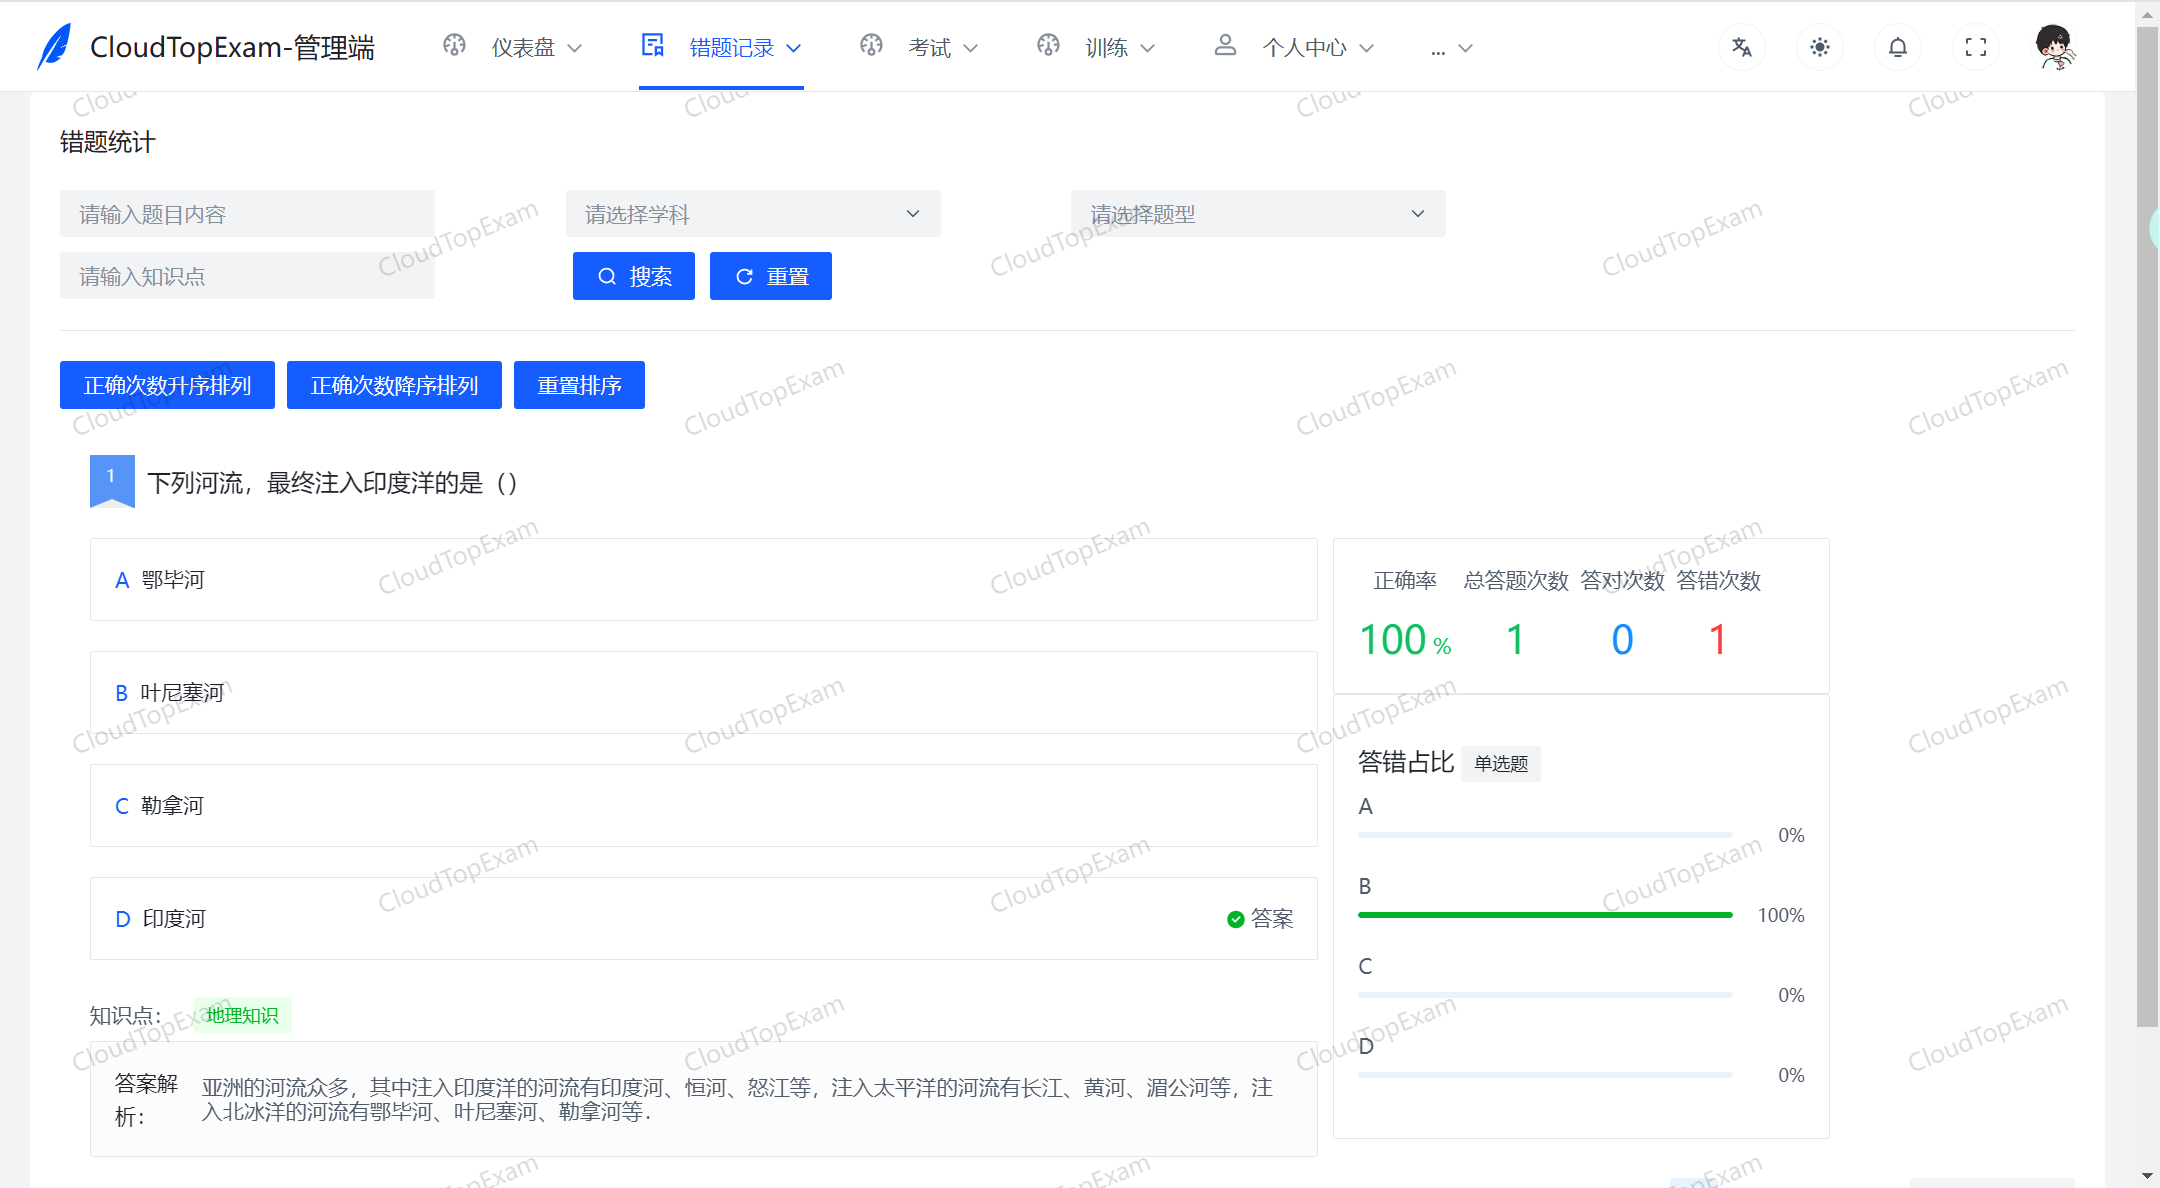 CloudTopExam-管理端 仪表盘 错题记录 考试 训练 个人中心 ...
错题统计
请输入题目内容 请选择学科 请选择题型
请输入知识点 搜索 重置
正确次数升序排列 正确次数降序排列 重置排序
1 下列河流，最终注入印度洋的是（）
A 鄂毕河
B 叶尼塞河
C 勒拿河
D 印度河 答案
知识点： 地理知识
答案解析： 亚洲的河流众多，其中注入印度洋的河流有印度河、恒河、怒江等，注入太平洋的河流有长江、黄河、湄公河等，注
入北冰洋的河流有鄂毕河、叶尼塞河、勒拿河等．
正确率 总答题次数 答对次数 答错次数
100 % 1 0 1
答错占比 单选题
A
0%
B
100%
C
0%
D
0%
CloudTopExam